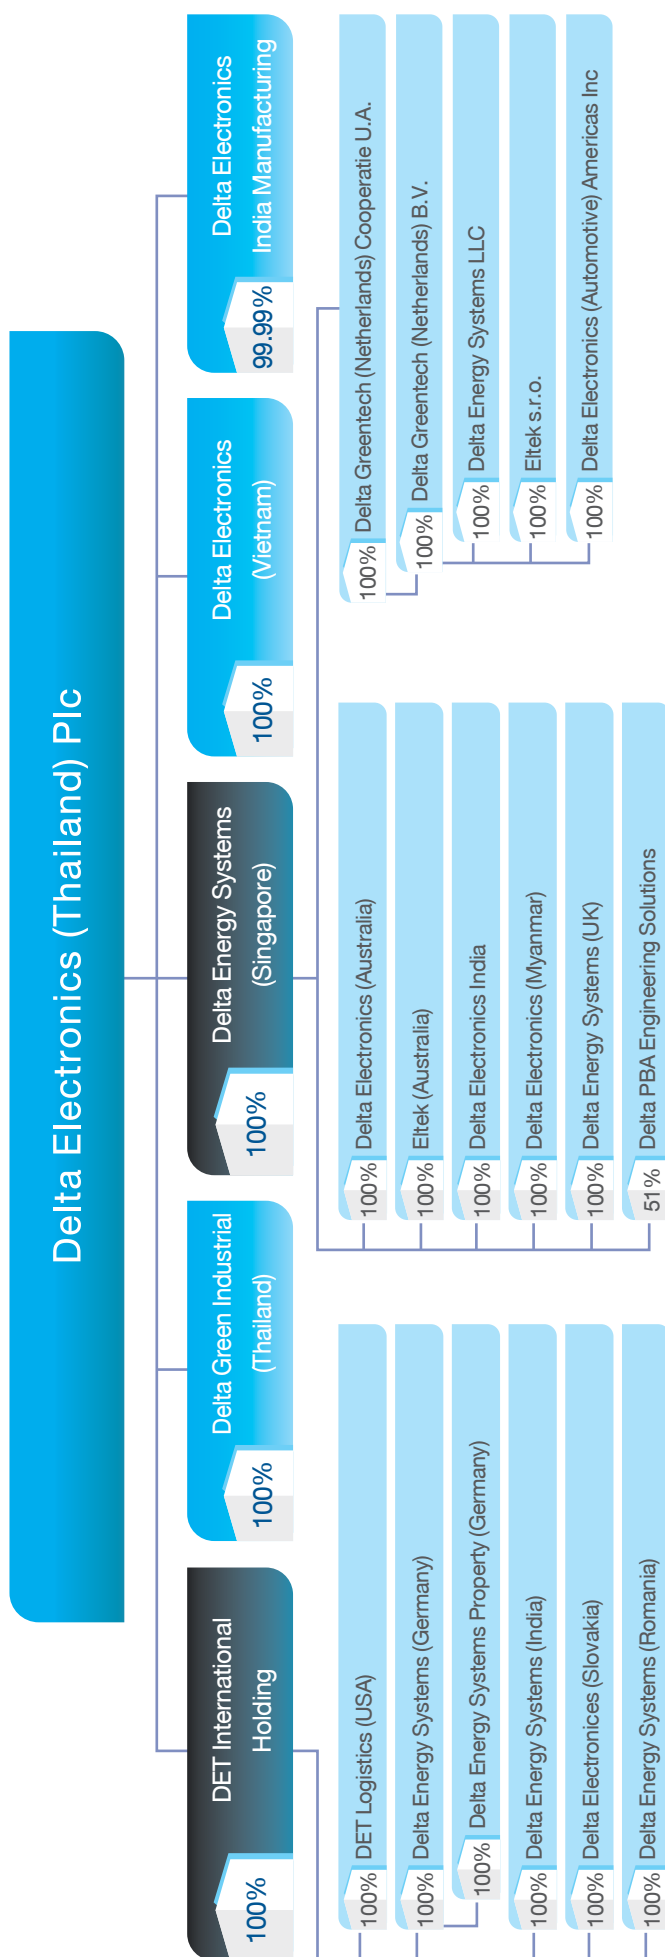 Delta Electronics (Thailand) Plc
100%
DET International
Holding
100%
Delta Green Industrial
(Thailand)
100%
Delta Energy Systems
(Singapore)
100%
Delta Electronics
(Vietnam)
99.99%
Delta Electronics
India Manufacturing
100% DET Logistics (USA)
100% Delta Energy Systems (Germany)
100% Delta Energy Systems Property (Germany)
100% Delta Energy Systems (India)
100% Delta Electronices (Slovakia)
100% Delta Energy Systems (Romania)
100% Delta Electronics (Australia)
100% Eltek (Australia)
100% Delta Electronics India
100% Delta Electronics (Myanmar)
100% Delta Energy Systems (UK)
51% Delta PBA Engineering Solutions
100% Delta Greentech (Netherlands) Cooperatie U.A.
100% Delta Greentech (Netherlands) B.V.
100% Delta Energy Systems LLC
100% Eltek s.r.o.
100% Delta Electronics (Automotive) Americas Inc